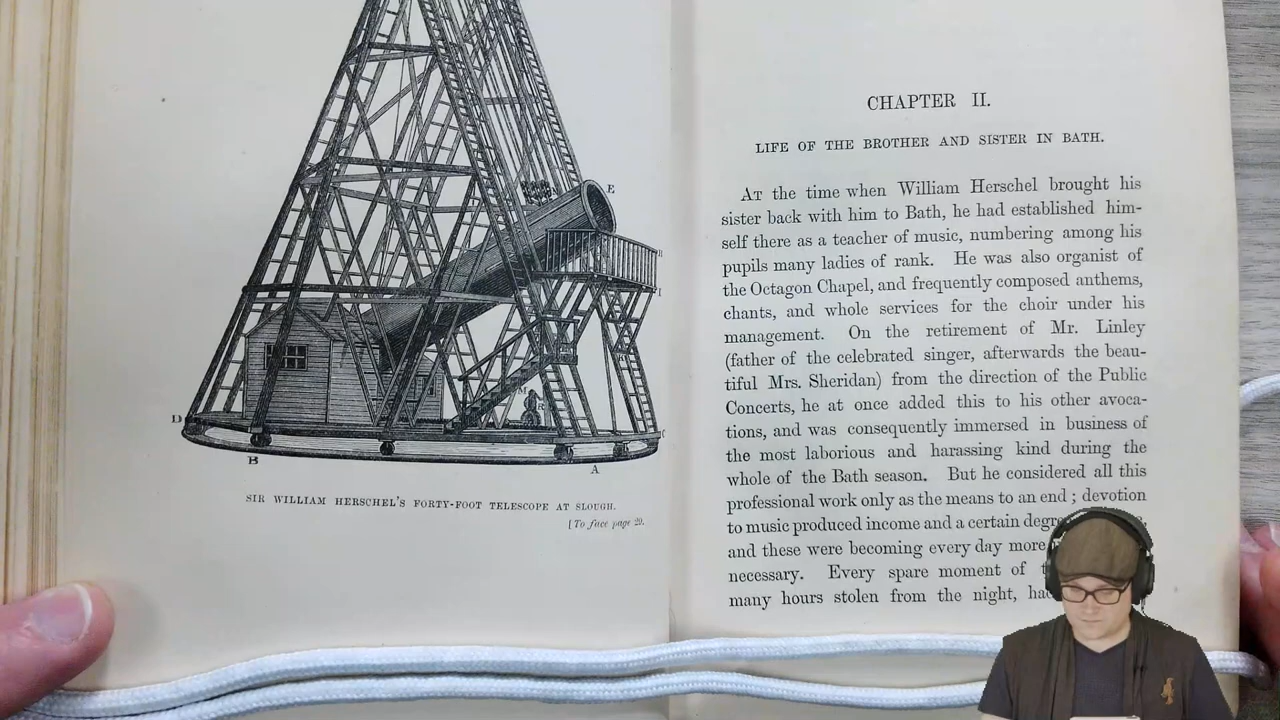 E
D
B
A
SIR WILLIAM HERSCHEL'S FORTY-FOOT TELESCOPE AT SLOUGH.
[To face page 29.
CHAPTER II.
LIFE OF THE BROTHER AND SISTER IN BATH.
At the time when William Herschel brought his
sister back with him to Bath, he had established him-
self there as a teacher of music, numbering among his
pupils many ladies of rank. He was also organist of
the Octagon Chapel, and frequently composed anthems,
chants, and whole services for the choir under his
management. On the retirement of Mr. Linley
(father of the celebrated singer, afterwards the beau-
tiful Mrs. Sheridan) from the direction of the Public
Concerts, he at once added this to his other avoca-
tions, and was consequently immersed in business of
the most laborious and harassing kind during the
whole of the Bath season. But he considered all this
professional work only as the means to an end; devotion
to music produced income and a certain
and these were becoming every day more
necessary. Every spare moment of
many hours stolen from the night,